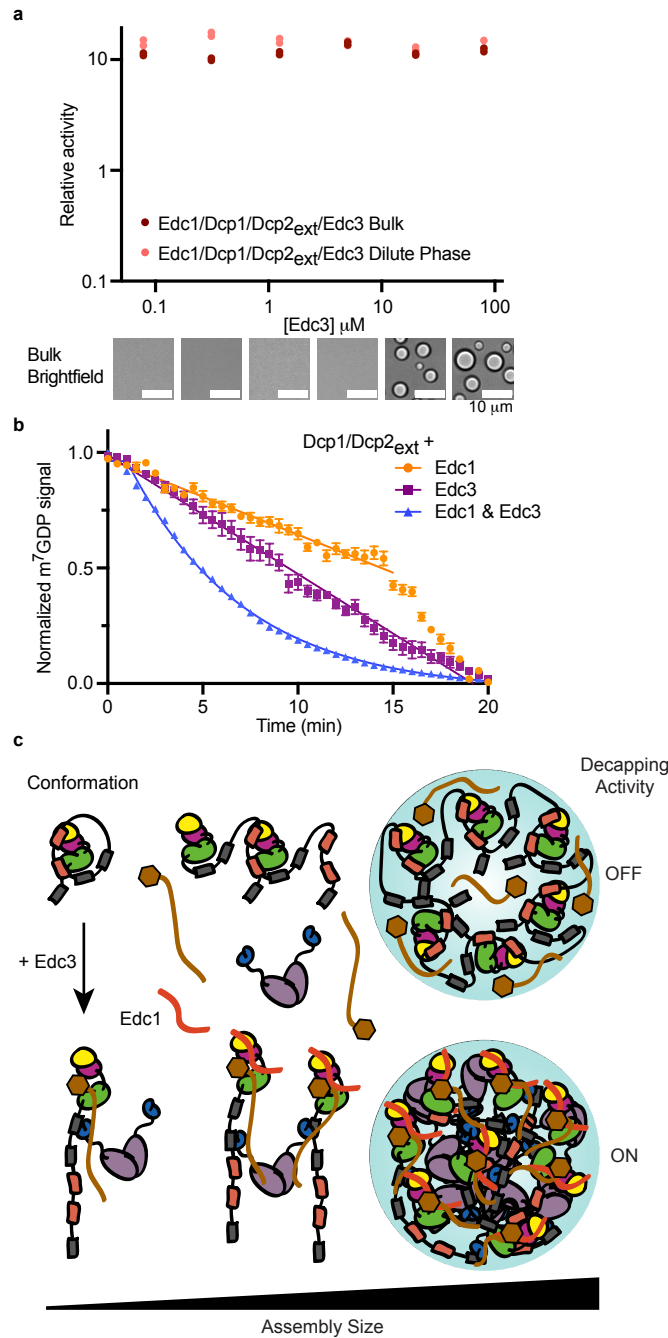 a
10
1
0.1
Relative activity
Edc1/Dcp1/Dcp2ext/Edc3 Bulk
Edc1/Dcp1/Dcp2ext/Edc3 Dilute Phase
0.1 1 10 100
[Edc3] μM
Bulk
Brightfield
10 μm
b
Dcp1/Dcp2ext +
Edc1
Edc3
Edc1 & Edc3
1.0
0.5
0.0
Normalized m⁷GDP signal
0 5 10 15 20
Time (min)
c
Conformation
Decapping
Activity
OFF
+ Edc3
Edc1
ON
Assembly Size